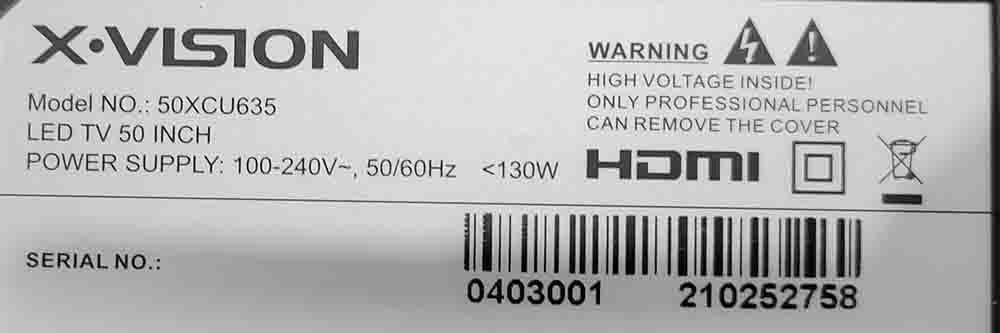 X·VISION
Model NO.: 50XCU635
LED TV 50 INCH
POWER SUPPLY: 100-240V~, 50/60Hz <130W
WARNING
HIGH VOLTAGE INSIDE!
ONLY PROFESSIONAL PERSONNEL
CAN REMOVE THE COVER
HDMI
SERIAL NO.:
0403001 210252758